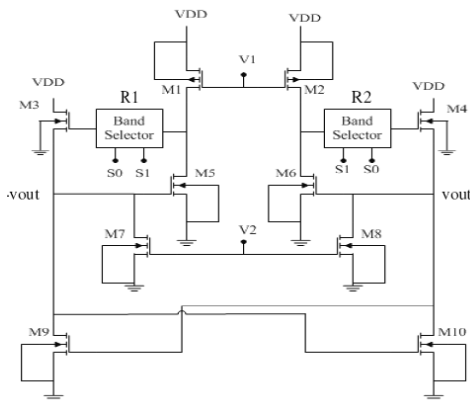 VDD VDD
V1
VDD R1 M1 M2 R2 VDD
M3 M4
Band Selector Band Selector
S0 S1 S1 S0
M5 M6
-vout vout
M7 V2 M8
M9 M10